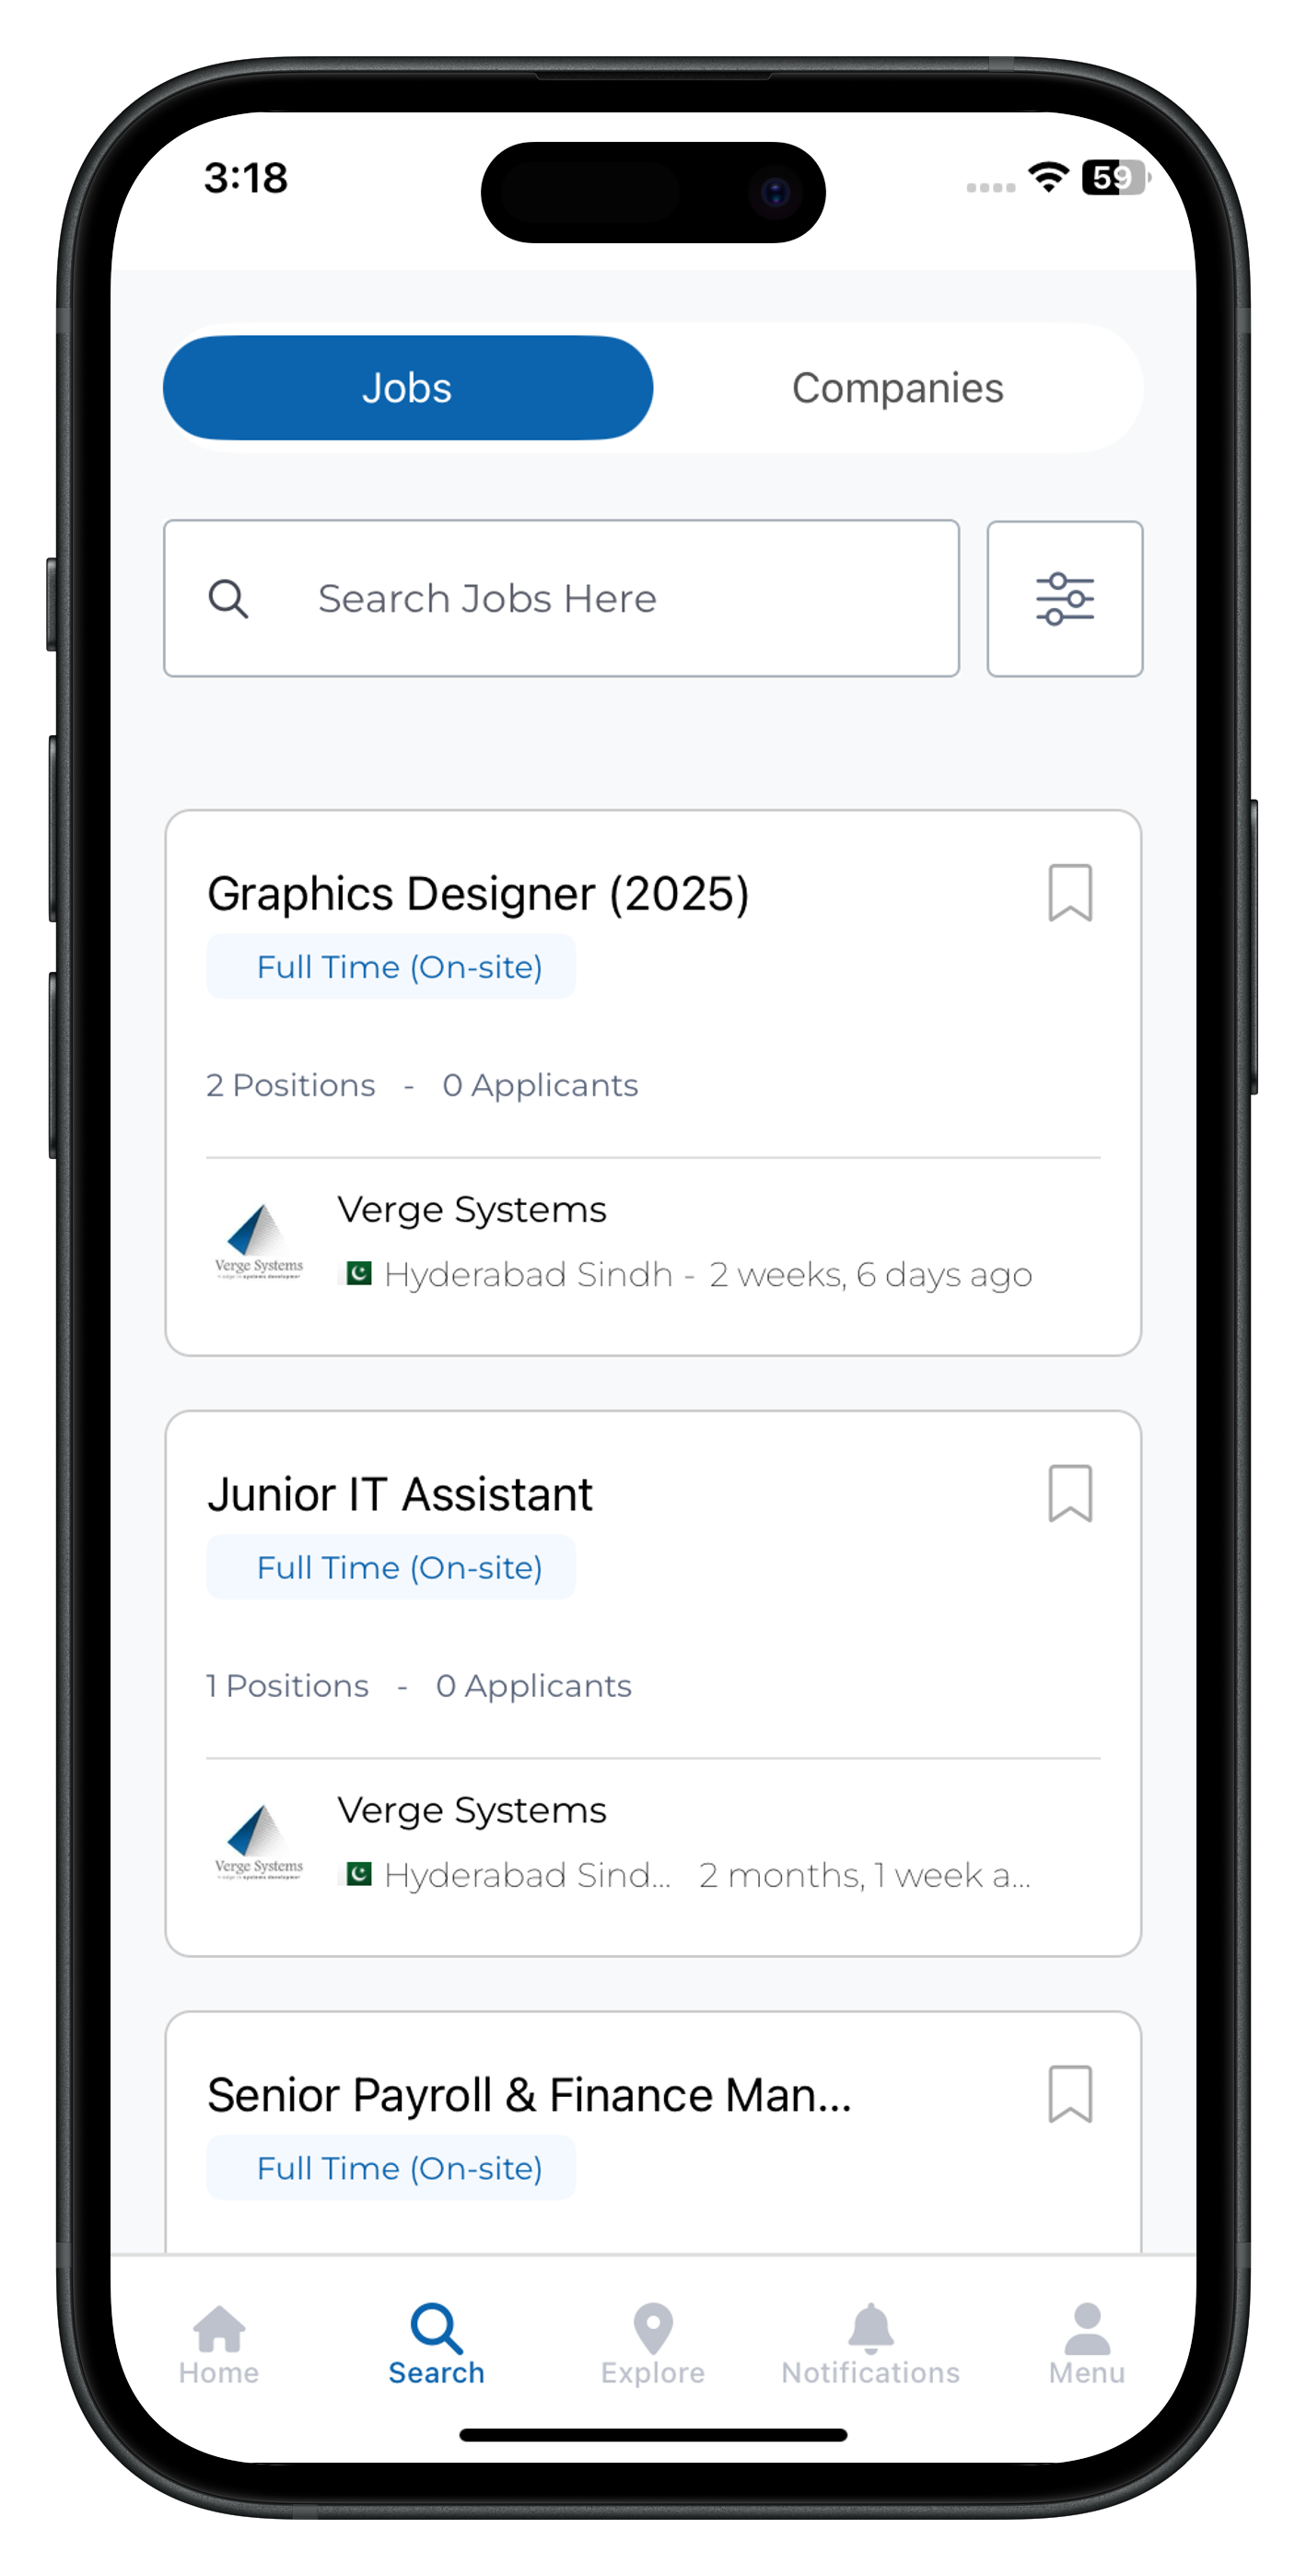 3:18
59
Jobs
Companies
Search Jobs Here
Graphics Designer (2025)
Full Time (On-site)
2 Positions - 0 Applicants
Verge Systems
Verge Systems
Hyderabad Sindh - 2 weeks, 6 days ago
Junior IT Assistant
Full Time (On-site)
1 Positions - 0 Applicants
Verge Systems
Verge Systems
Hyderabad Sind... 2 months, 1 week a...
Senior Payroll & Finance Man...
Full Time (On-site)
Home
Search
Explore
Notifications
Menu